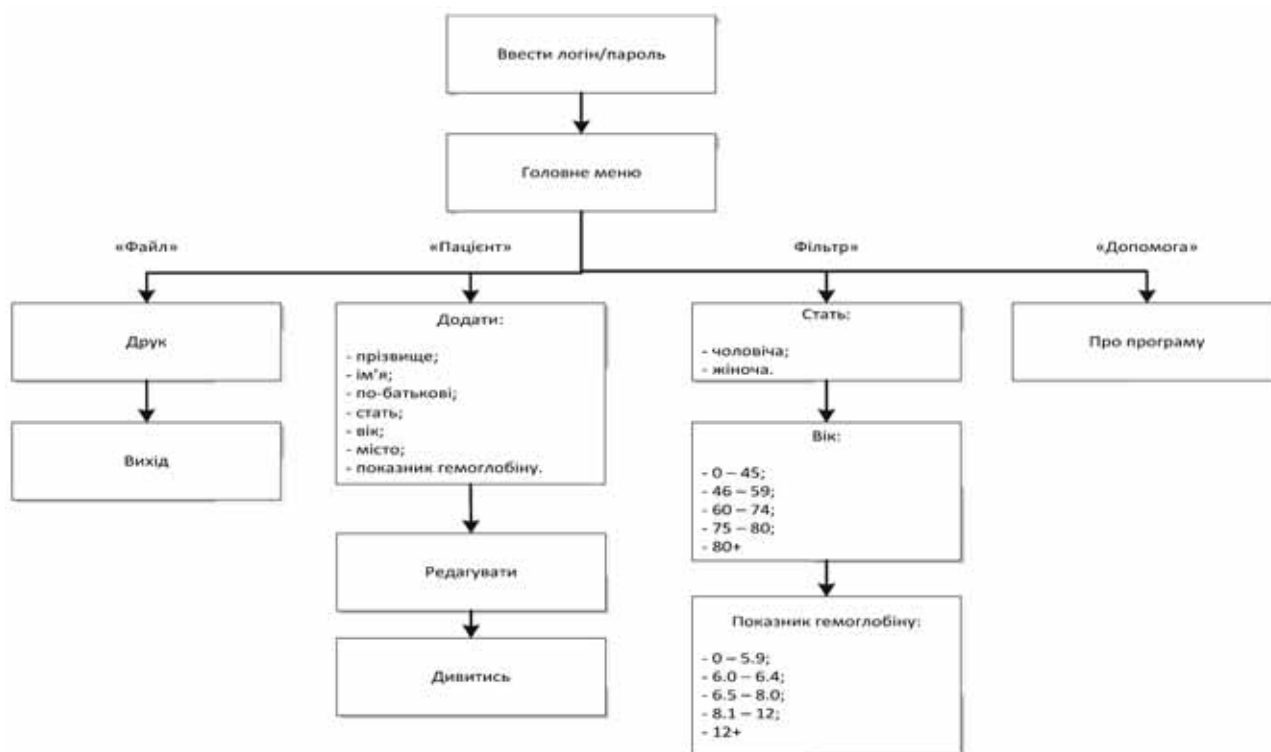 Ввести логін/пароль
Головне меню
«Файл»
«Пацієнт»
Фільтр»
«Допомога»
Друк
Вихід
Додати:
- прізвище;
- ім'я;
- по-батькові;
- стать;
- вік;
- місто;
- показник гемоглобіну.
Редагувати
Дивитись
Стать:
- чоловіча;
- жіноча.
Вік:
- 0 – 45;
- 46 – 59;
- 60 – 74;
- 75 – 80;
- 80+
Показник гемоглобіну:
- 0 – 5.9;
- 6.0 – 6.4;
- 6.5 – 8.0;
- 8.1 – 12;
- 12+
Про програму